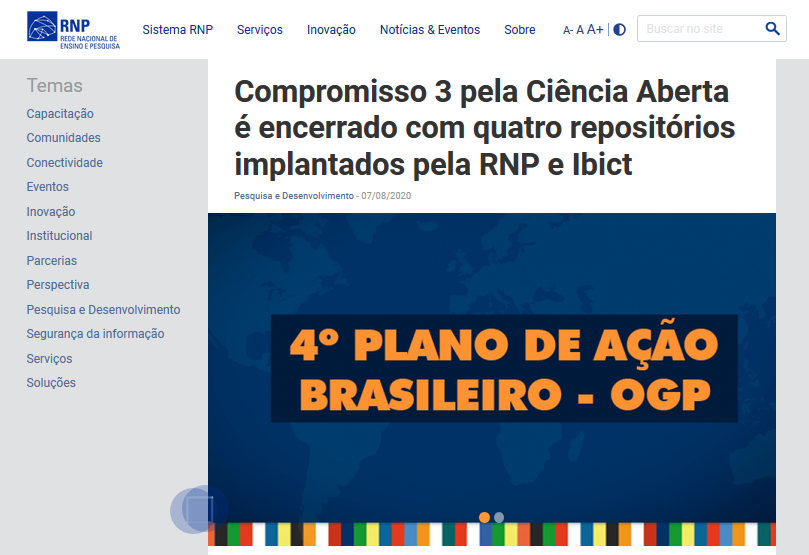 RNP
REDE NACIONAL DE
ENSINO E PESQUISA
Sistema RNP
Serviços
Inovação
Notícias & Eventos
Sobre
A- A A+
Buscar no site
Temas
Capacitação
Comunidades
Conectividade
Eventos
Inovação
Institucional
Parcerias
Perspectiva
Pesquisa e Desenvolvimento
Segurança da informação
Serviços
Soluções
Compromisso 3 pela Ciência Aberta
é encerrado com quatro repositórios
implantados pela RNP e Ibict
Pesquisa e Desenvolvimento - 07/08/2020
4º PLANO DE AÇÃO
BRASILEIRO - OGP